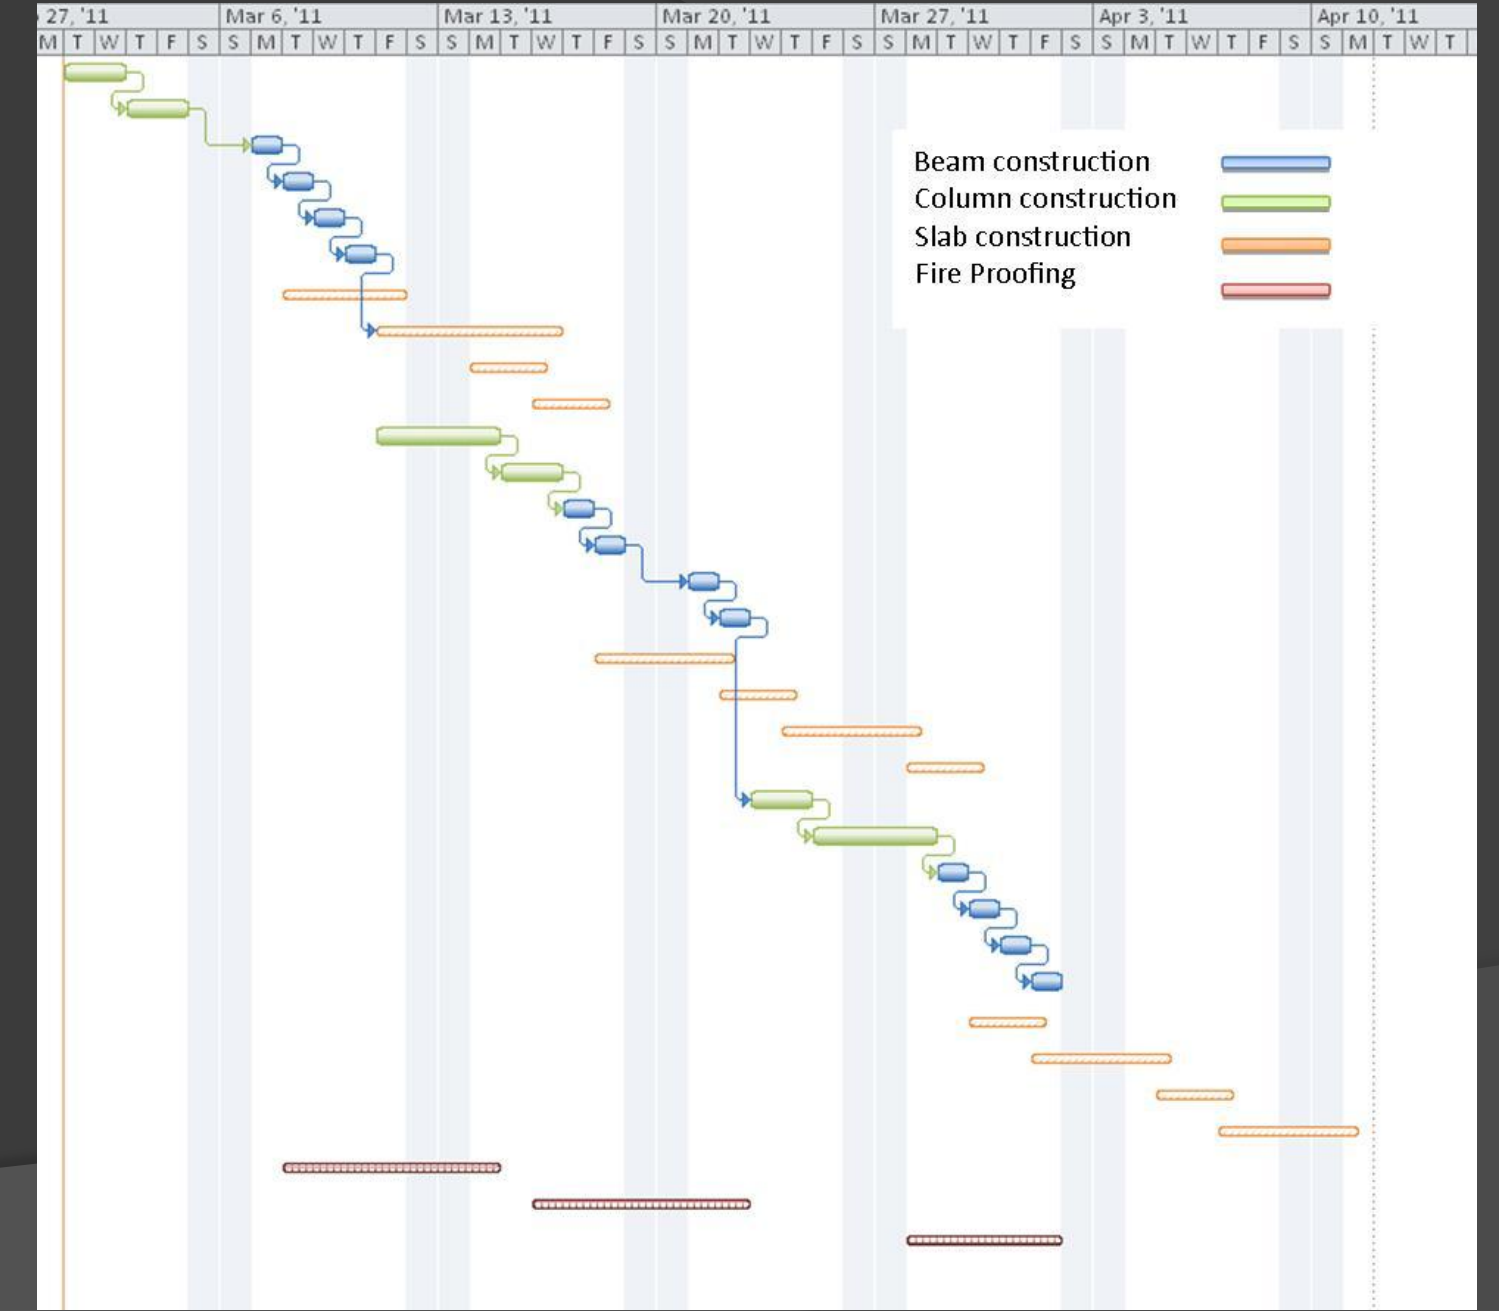 27, '11 Mar 6, '11 Mar 13, '11 Mar 20, '11 Mar 27, '11 Apr 3, '11 Apr 10, '11
M T W T F S S M T W T F S S M T W T F S S M T W T F S S M T W T F S S M T W T F S S M T W T
Beam construction
Column construction
Slab construction
Fire Proofing